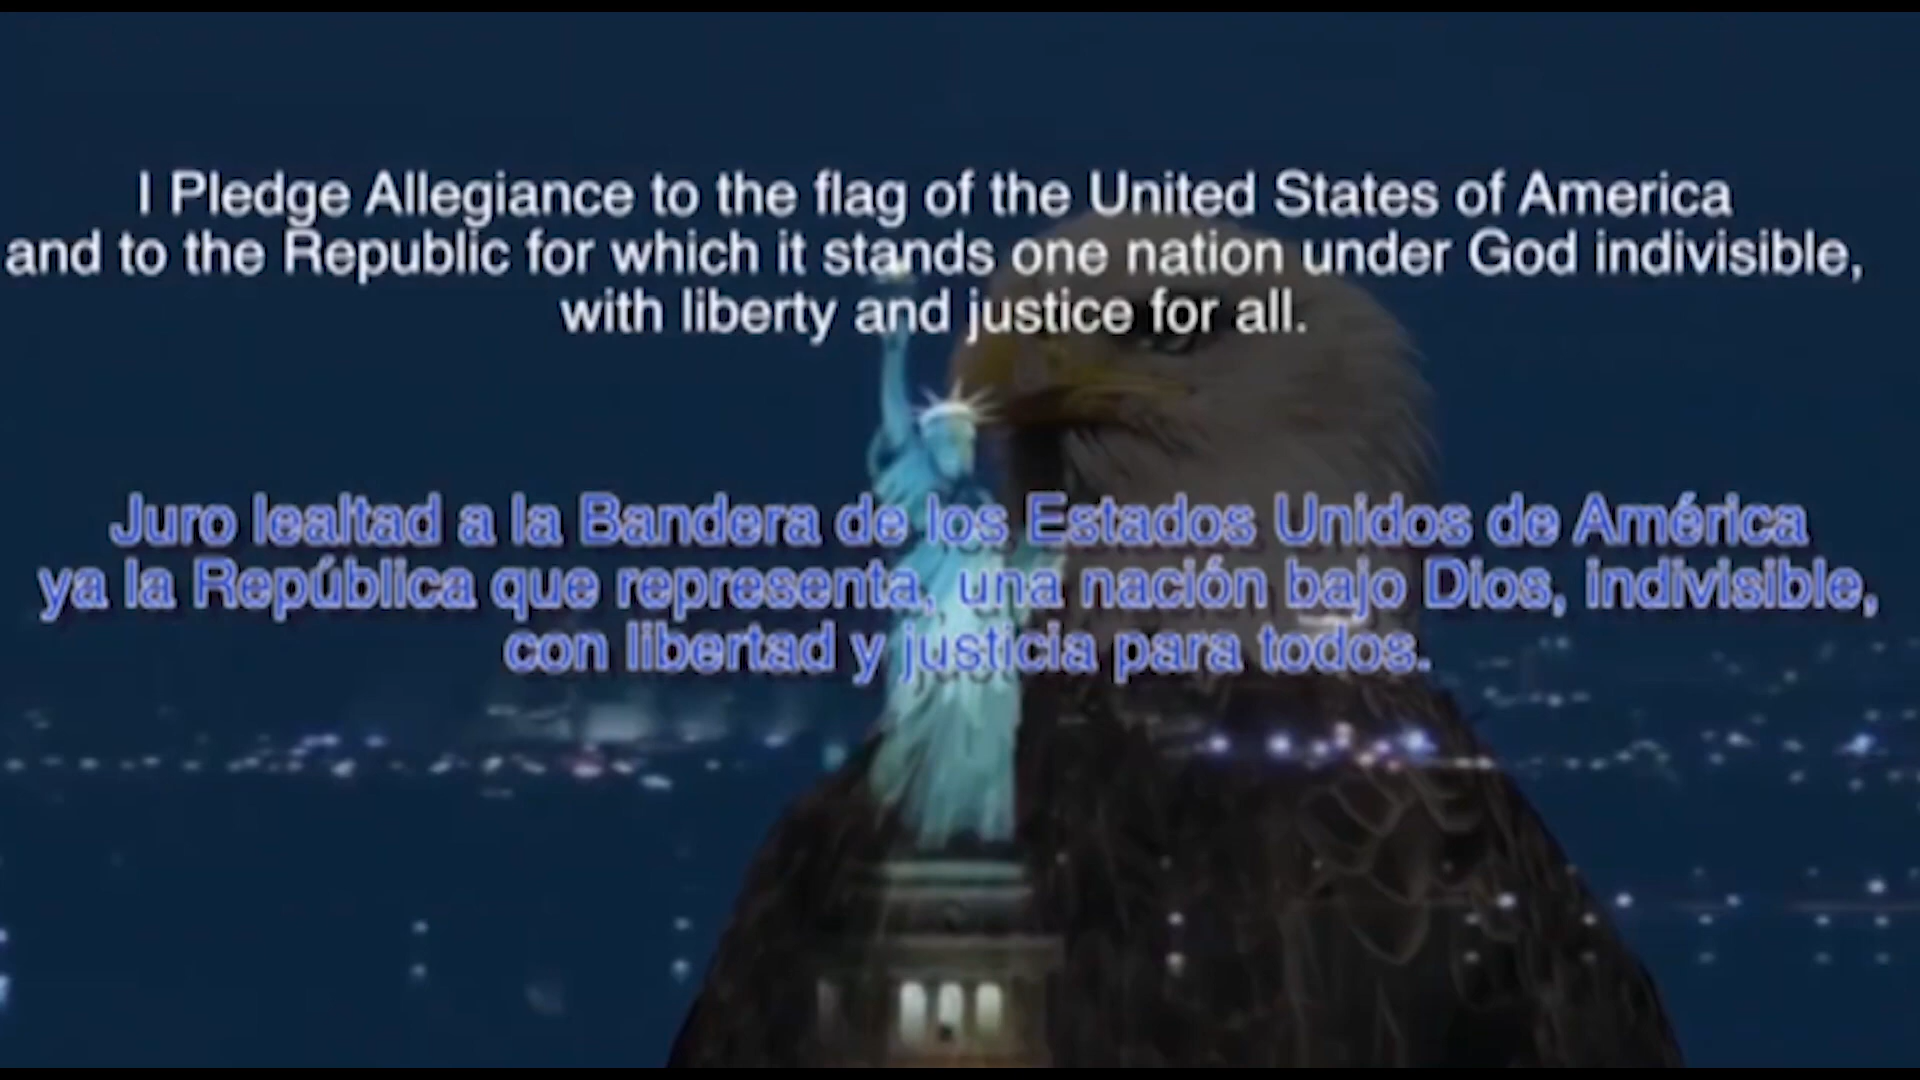 I Pledge Allegiance to the flag of the United States of America
and to the Republic for which it stands one nation under God indivisible,
with liberty and justice for all.
Juro lealtad a la Bandera de los Estados Unidos de América
ya la República que representa, una nación bajo Dios, indivisible,
con libertad y justicia para todos.